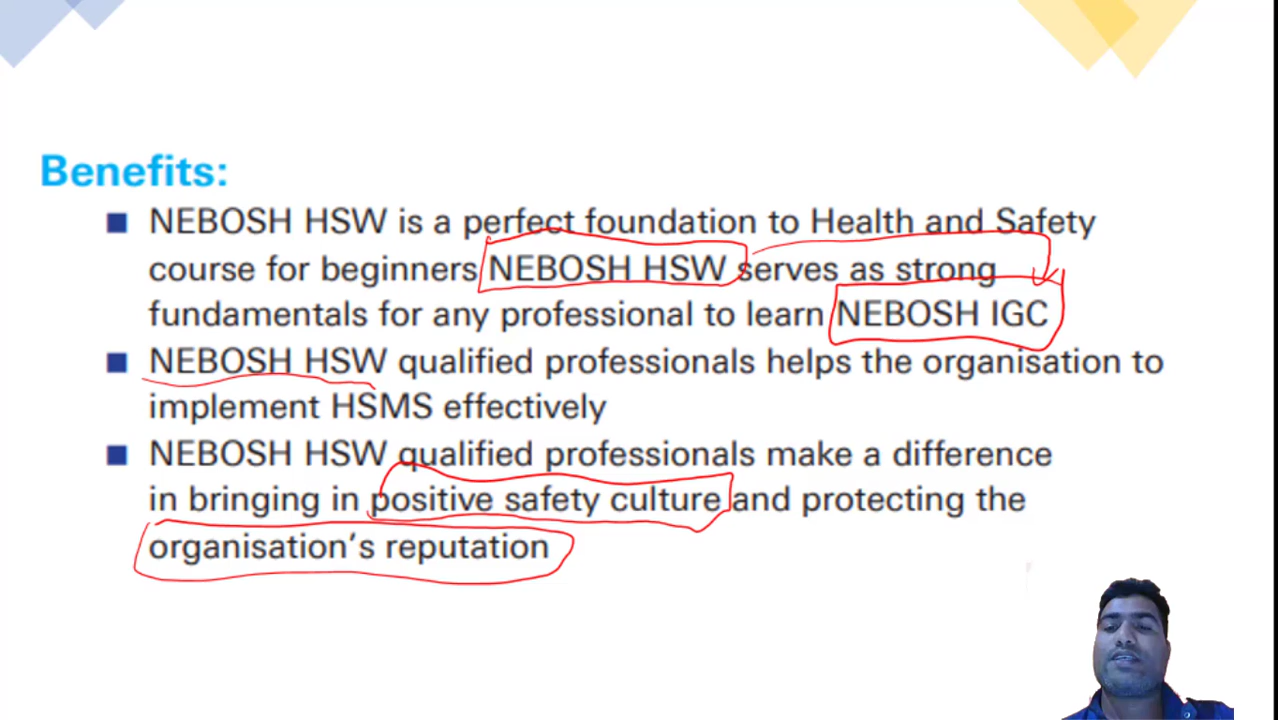 Benefits:
NEBOSH HSW is a perfect foundation to Health and Safety
course for beginners NEBOSH HSW serves as strong
fundamentals for any professional to learn NEBOSH IGC
NEBOSH HSW qualified professionals helps the organisation to
implement HSMS effectively
NEBOSH HSW qualified professionals make a difference
in bringing in positive safety culture and protecting the
organisation's reputation